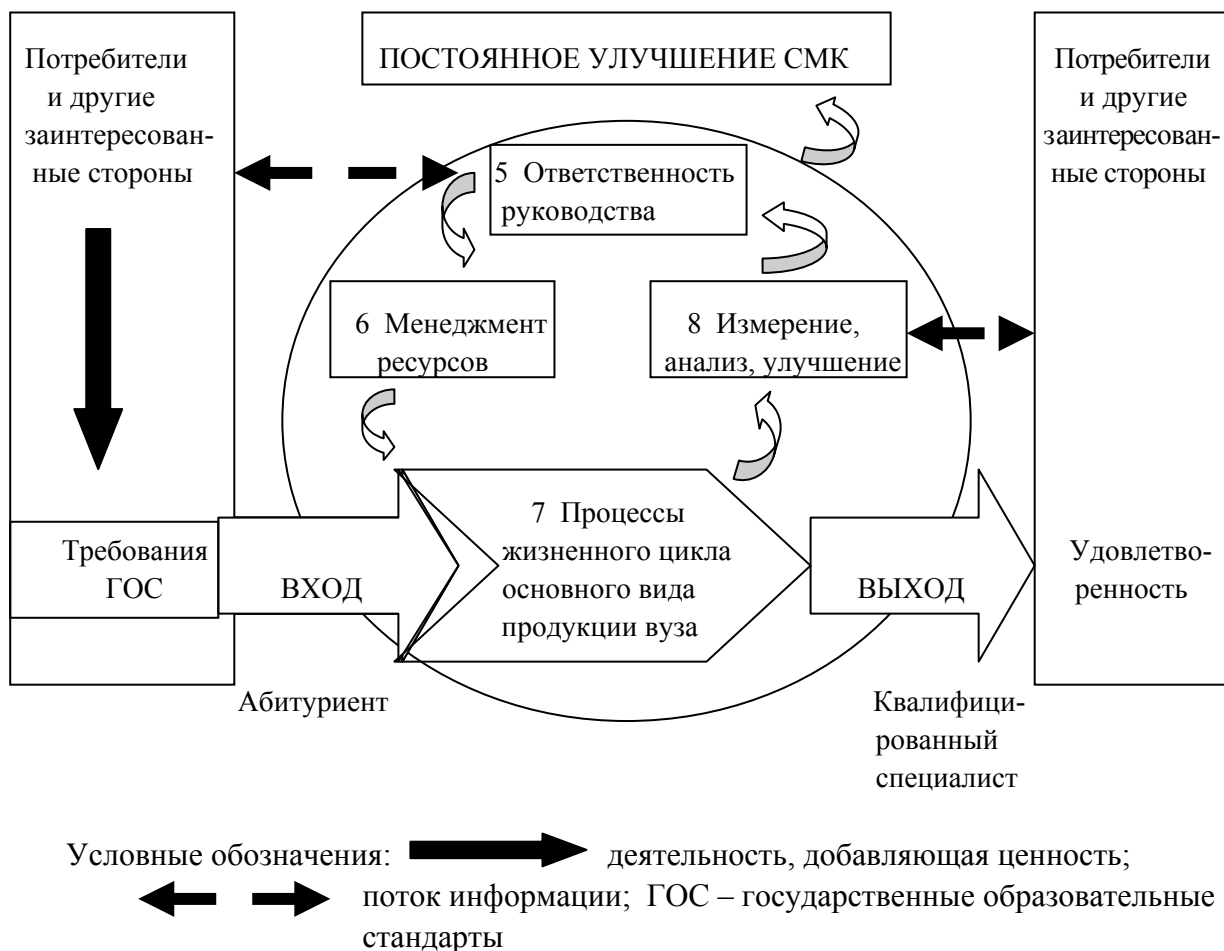 Потребители
и другие
заинтересован-
ные стороны
ПОСТОЯННОЕ УЛУЧШЕНИЕ СМК
Потребители
и другие
заинтересован-
ные стороны
5 Ответственность
руководства
6 Менеджмент
ресурсов
8 Измерение,
анализ, улучшение
Требования
ГОС
ВХОД
7 Процессы
жизненного цикла
основного вида
продукции вуза
ВЫХОД
Удовлетво-
ренность
Абитуриент
Квалифици-
рованный
специалист
Условные обозначения: деятельность, добавляющая ценность;
поток информации; ГОС – государственные образовательные
стандарты